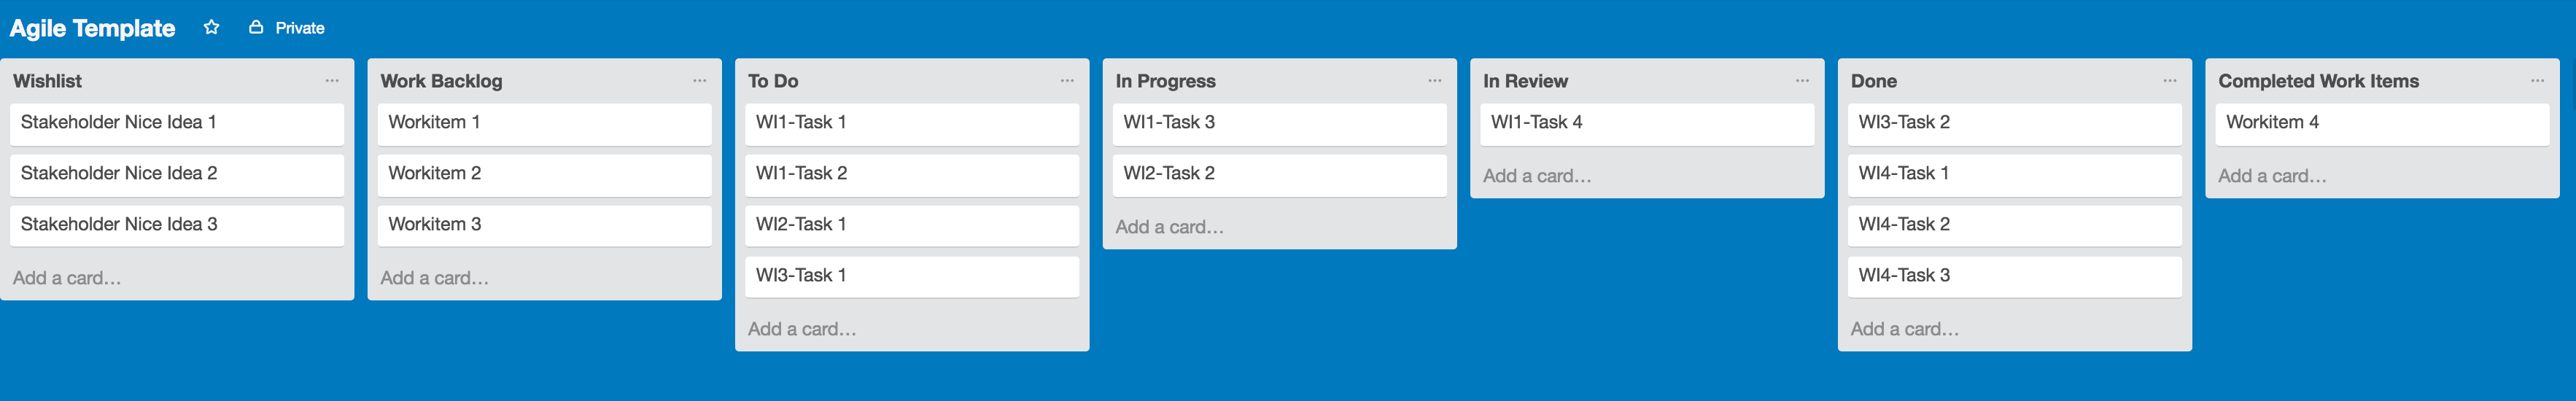 Agile Template Private
Wishlist
Stakeholder Nice Idea 1
Stakeholder Nice Idea 2
Stakeholder Nice Idea 3
Add a card…
Work Backlog
Workitem 1
Workitem 2
Workitem 3
Add a card…
To Do
WI1-Task 1
WI1-Task 2
WI2-Task 1
WI3-Task 1
Add a card…
In Progress
WI1-Task 3
WI2-Task 2
Add a card…
In Review
WI1-Task 4
Add a card…
Done
WI3-Task 2
WI4-Task 1
WI4-Task 2
WI4-Task 3
Add a card…
Completed Work Items
Workitem 4
Add a card…